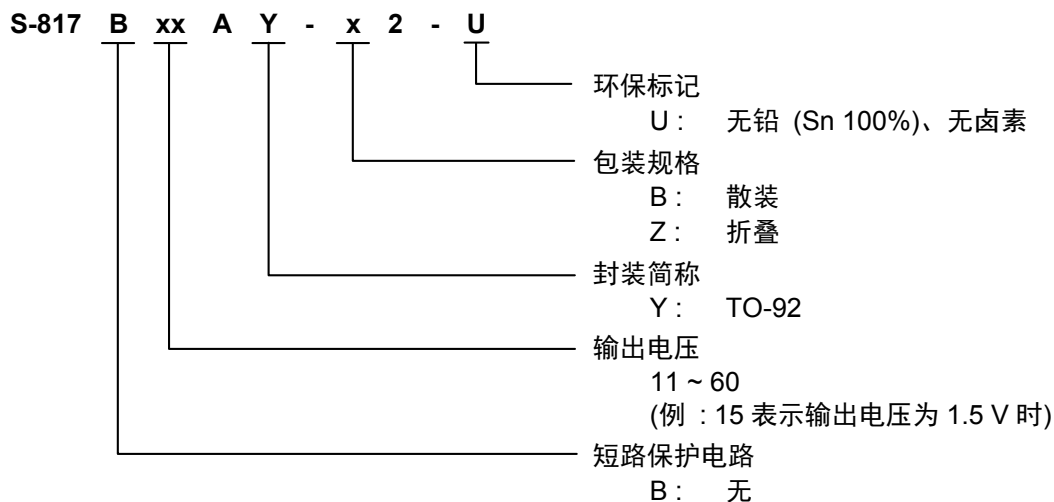 S-817 B xx A Y - x 2 - U
环保标记
U : 无铅 (Sn 100%)、无卤素
包装规格
B : 散装
Z : 折叠
封装简称
Y : TO-92
输出电压
11 ~ 60
(例 : 15 表示输出电压为 1.5 V 时)
短路保护电路
B : 无